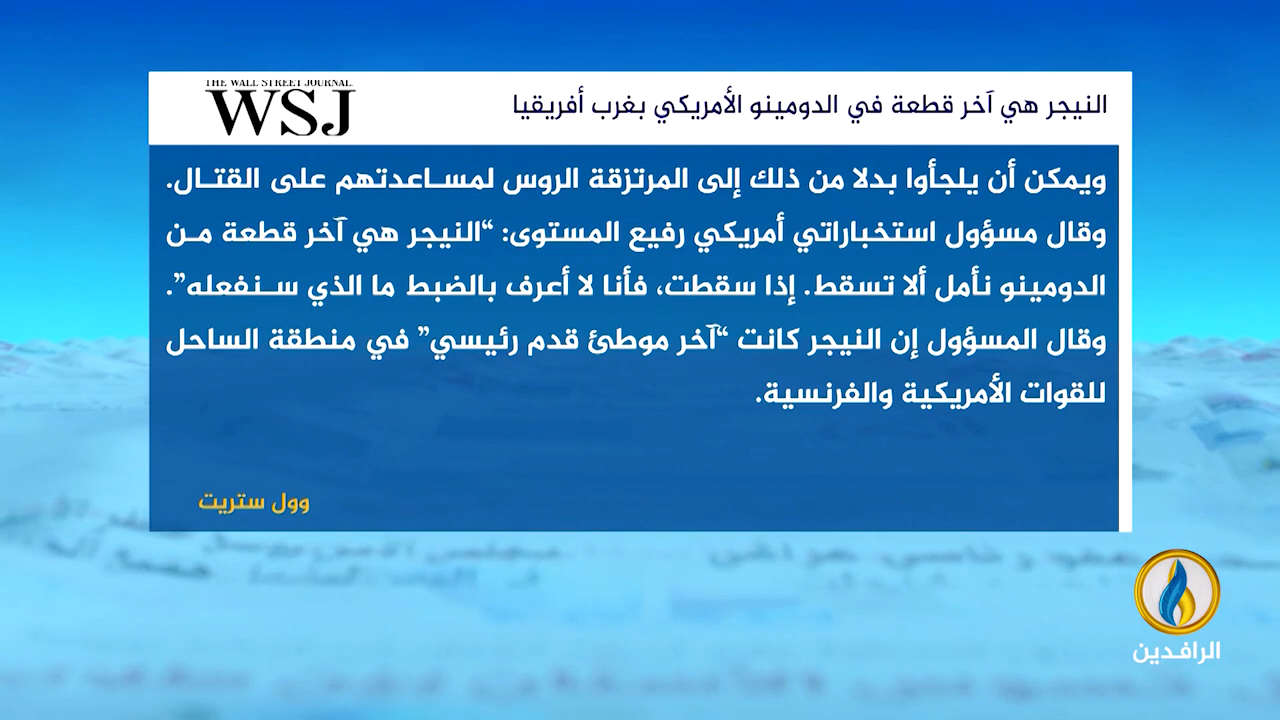 THE WALL STREET JOURNAL.
WSJ
النيجر هي آخر قطعة في الدومينو الأمريكي بغرب أفريقيا
ويمكن أن يلجأوا بدلا من ذلك إلى المرتزقة الروس لمساعدتهم على القتال.
وقال مسؤول استخباراتي أمريكي رفيع المستوى: “النيجر هي آخر قطعة من
الدومينو نأمل ألا تسقط. إذا سقطت، فأنا لا أعرف بالضبط ما الذي سنفعله”.
وقال المسؤول إن النيجر كانت “آخر موطئ قدم رئيسي” في منطقة الساحل
للقوات الأمريكية والفرنسية.
وول ستريت
الرافدين